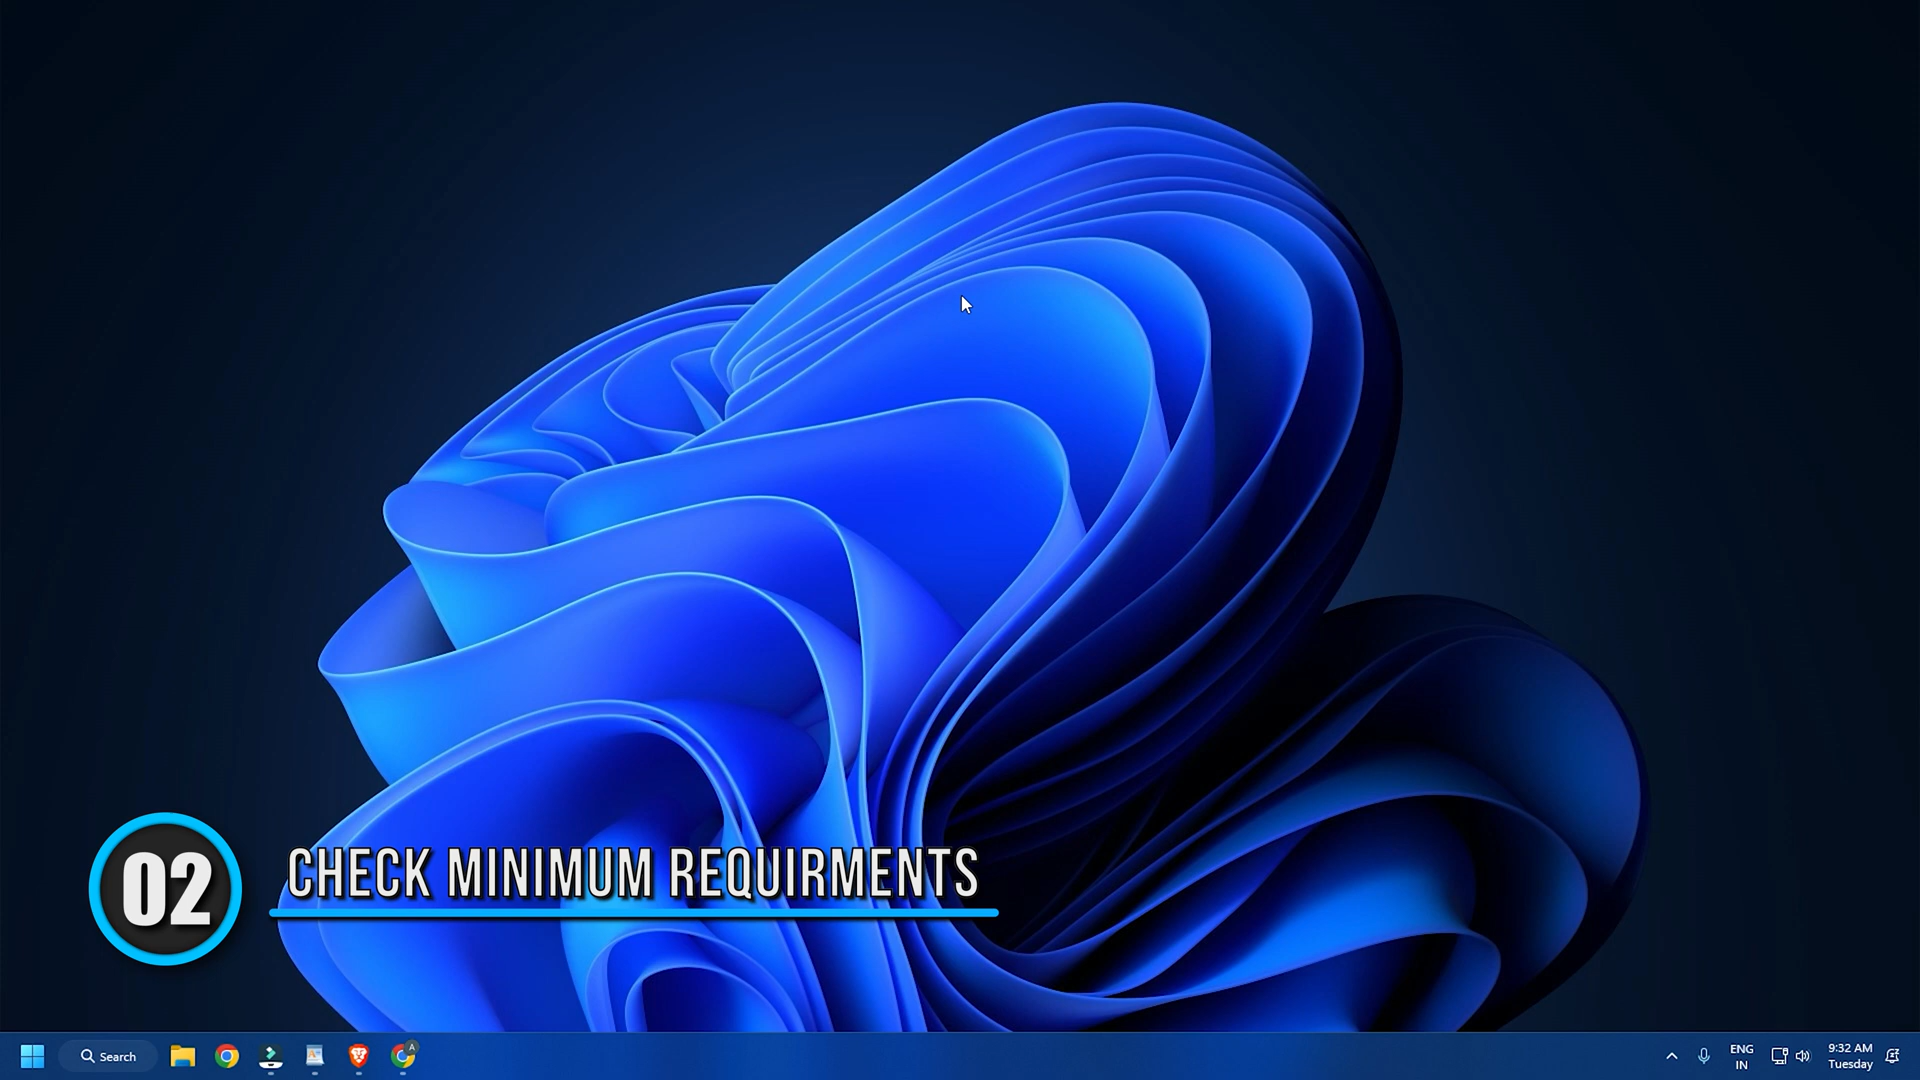 02
CHECK MINIMUM REQUIRMENTS
Search
A
ENG
IN
9:32 AM
Tuesday